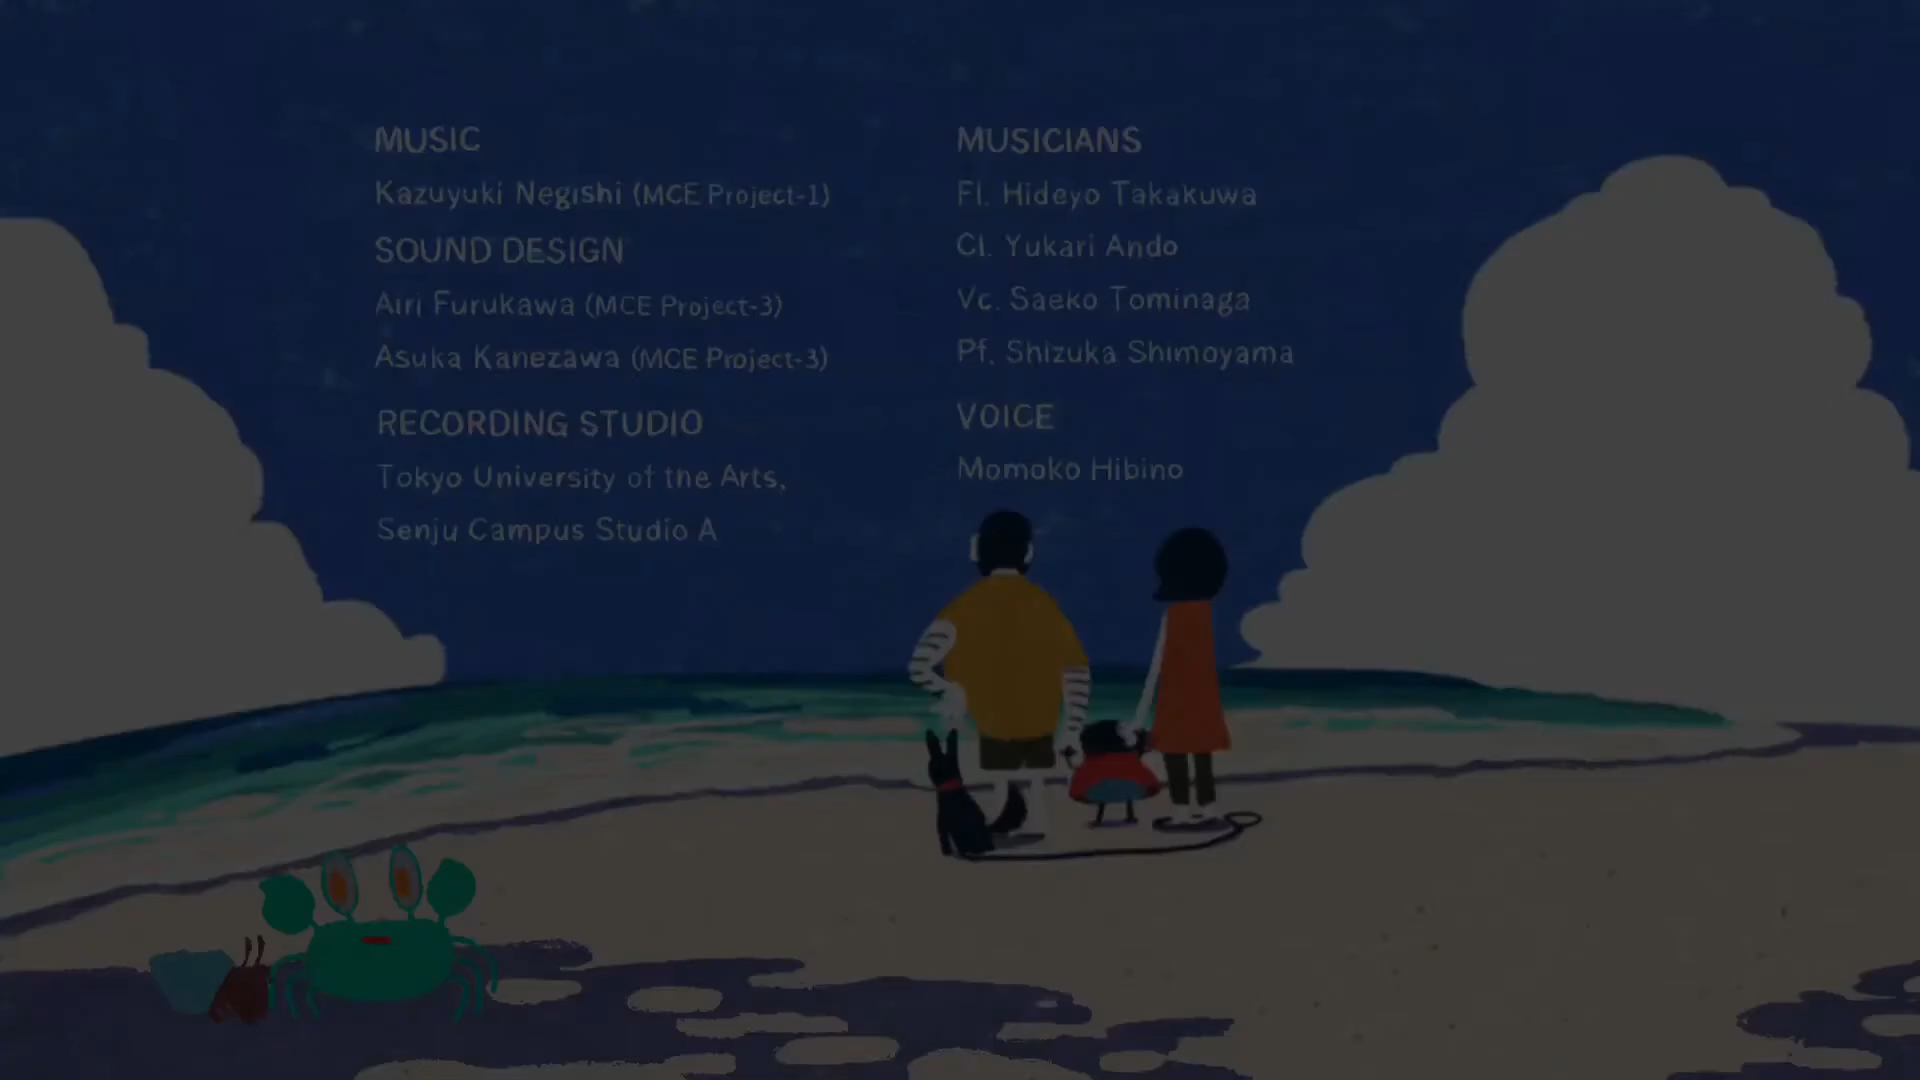 MUSIC
Kazuyuki Negishi (MCE Project-1)
SOUND DESIGN
Airi Furukawa (MCE Project-3)
Asuka Kanezawa (MCE Project-3)
RECORDING STUDIO
Tokyo University of the Arts,
Senju Campus Studio A
MUSICIANS
Fl. Hideyo Takakuwa
Cl. Yukari Ando
Vc. Saeko Tominaga
Pf. Shizuka Shimoyama
VOICE
Momoko Hibino